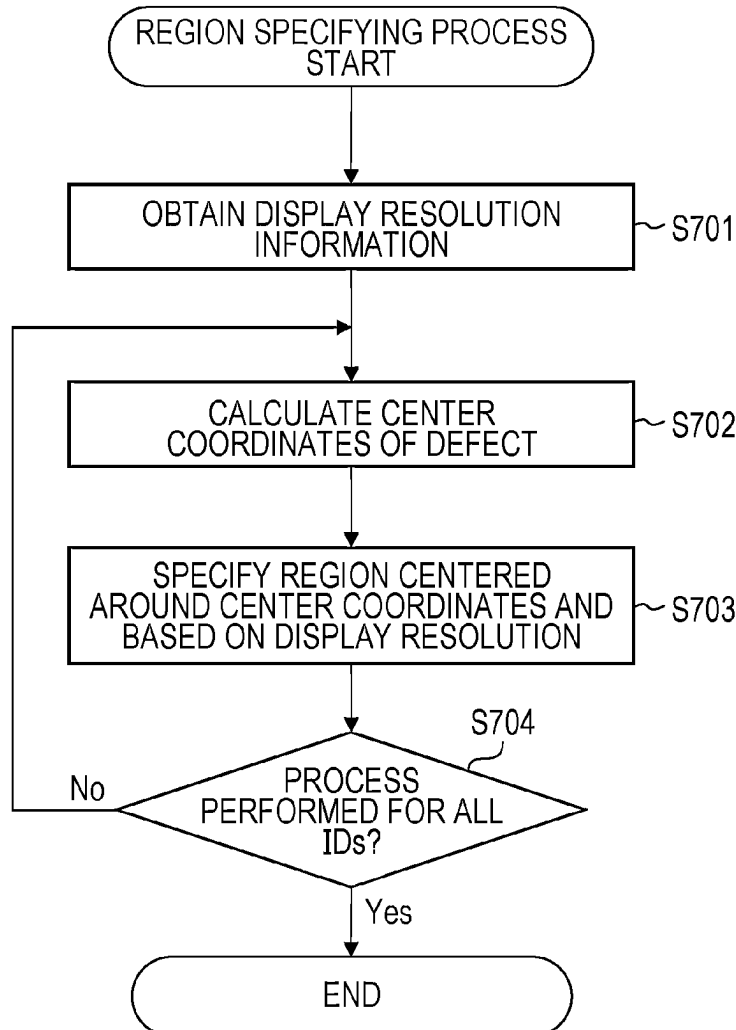 REGION SPECIFYING PROCESS
START
OBTAIN DISPLAY RESOLUTION
INFORMATION
S701
CALCULATE CENTER
COORDINATES OF DEFECT
S702
SPECIFY REGION CENTERED
AROUND CENTER COORDINATES AND
BASED ON DISPLAY RESOLUTION
S703
S704
No
PROCESS
PERFORMED FOR ALL
IDs?
Yes
END